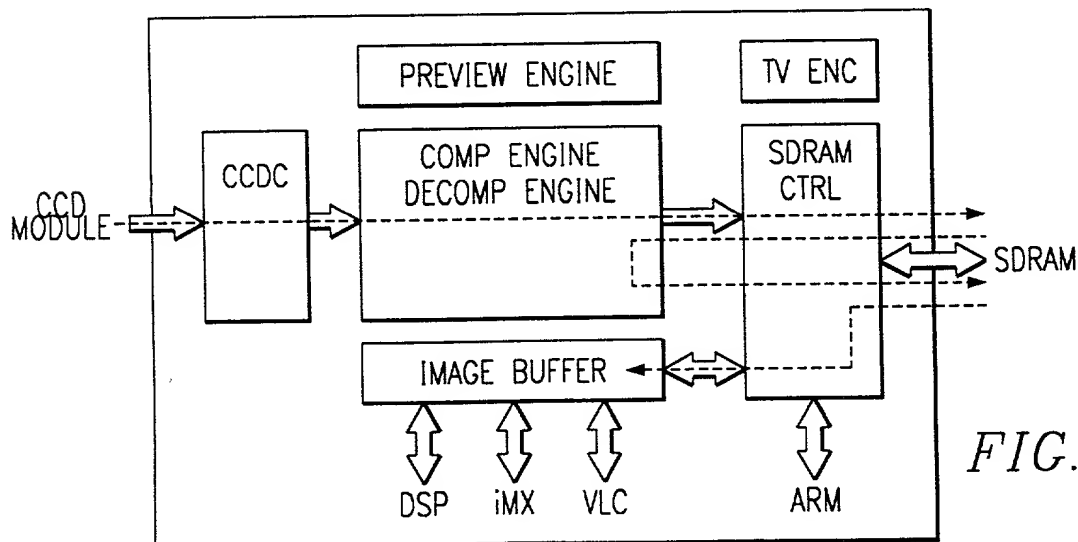 PREVIEW ENGINE
TV ENC
CCDC
COMP ENGINE
DECOMP ENGINE
SDRAM
CTRL
CCD
MODULE
SDRAM
IMAGE BUFFER
DSP
iMX
VLC
ARM
FIG.